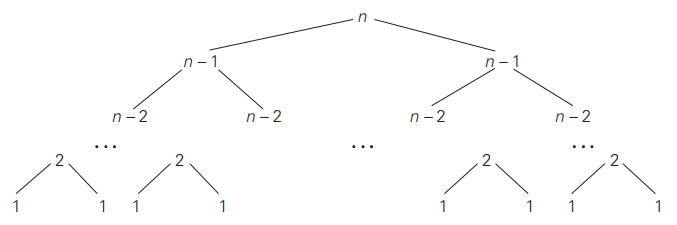 n
n – 1 n – 1
n – 2 n – 2 n – 2 n – 2
... ... ...
2 2 2 2
1 1 1 1 1 1 1 1